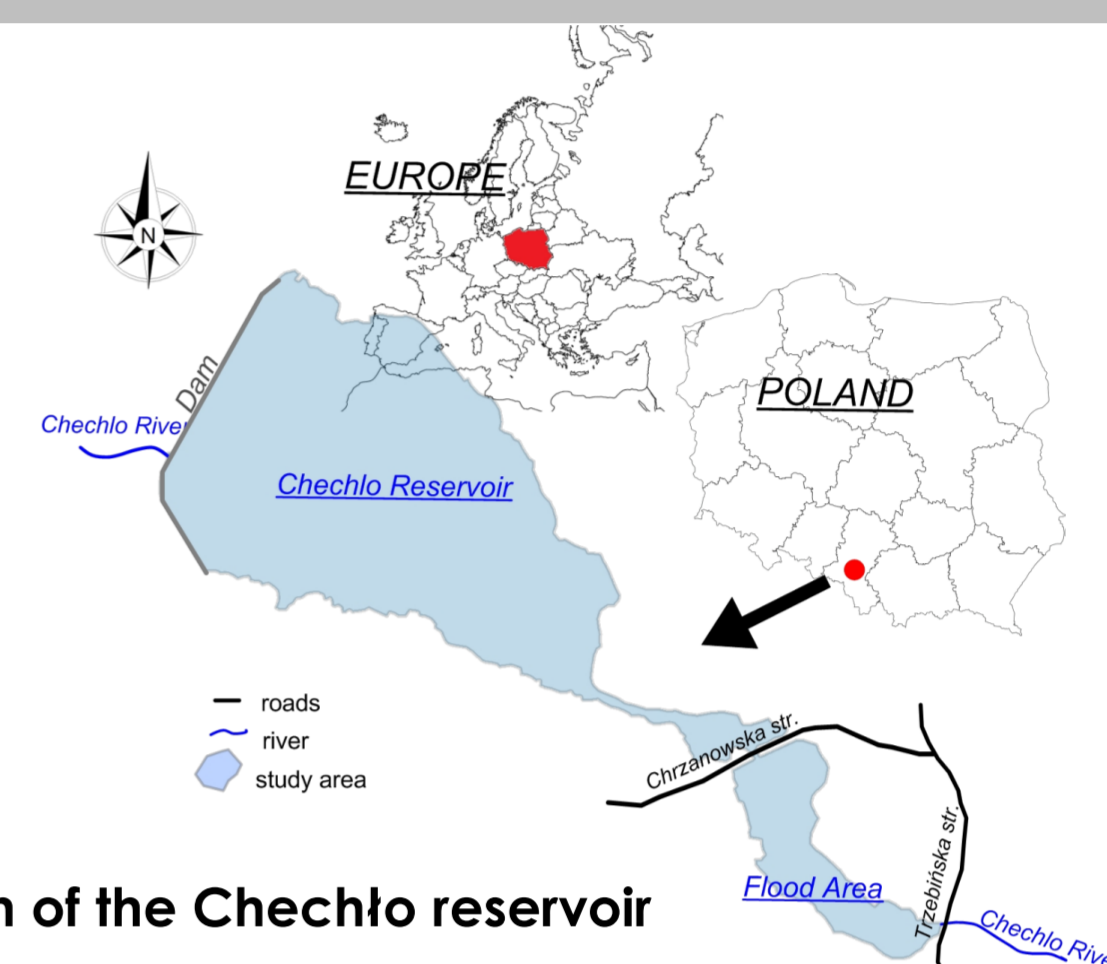 EUROPE
N
POLAND
Dam
Chechlo River
Chechlo Reservoir
roads
river
study area
Chrzanowska str.
Trzebińska str.
Flood Area
Chechlo Rive
of the Chechło reservoir